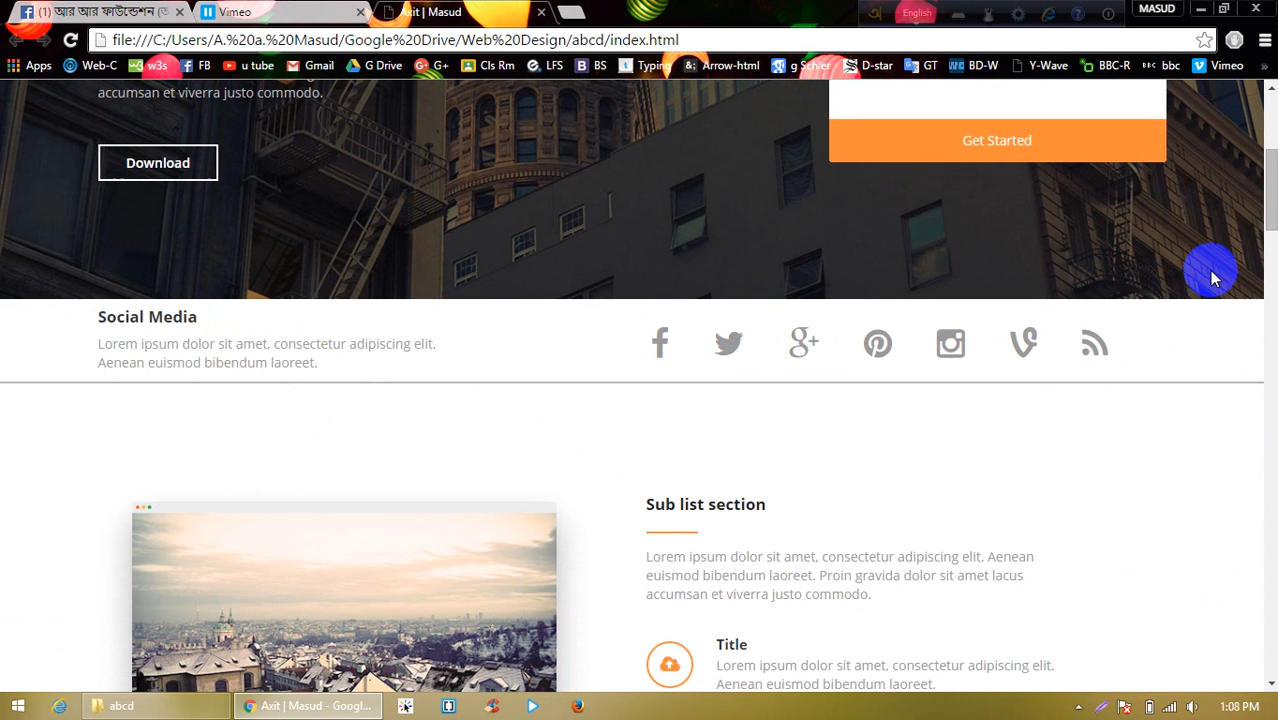 (1) আর আর ফাউন্ডেশন (
Vimeo
Axit | Masud
English
MASUD
file:///C:/Users/A.%20a.%20Masud/Google%20Drive/Web%20Design/abcd/index.html
Apps Web-C w3s FB u tube Gmail G Drive G+ Cls Rm LFS BS Typing Arrow-html g Schler D-star GT BD-W Y-Wave BBC-R bbc Vimeo »
accumsan et viverra justo commodo.
Get Started
Download
Social Media
Lorem ipsum dolor sit amet, consectetur adipiscing elit.
Aenean euismod bibendum laoreet.
Sub list section
Lorem ipsum dolor sit amet, consectetur adipiscing elit. Aenean
euismod bibendum laoreet. Proin gravida dolor sit amet lacus
accumsan et viverra justo commodo.
Title
Lorem ipsum dolor sit amet, consectetur adipiscing elit.
Aenean euismod bibendum laoreet.
abcd
Axit | Masud - Googl...
1:08 PM